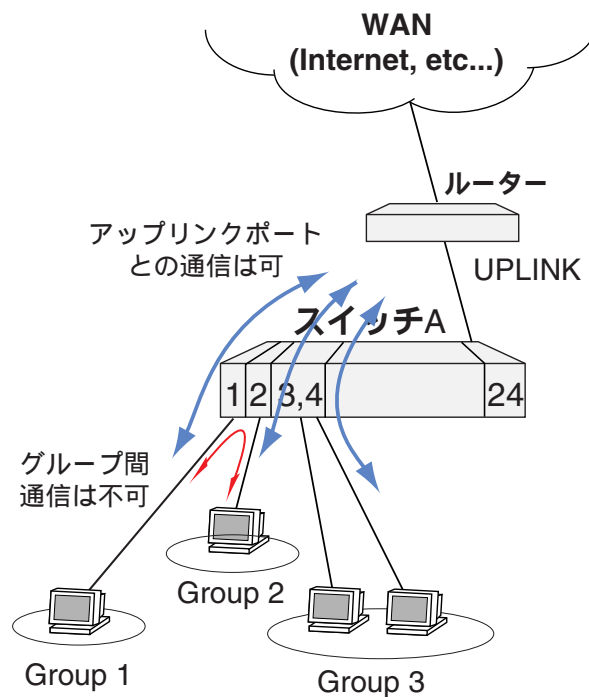 WAN
(Internet, etc...)
ルーター
アップリンクポート
との通信は可
UPLINK
スイッチA
1
2
3,4
24
グループ間
通信は不可
Group 2
Group 1
Group 3